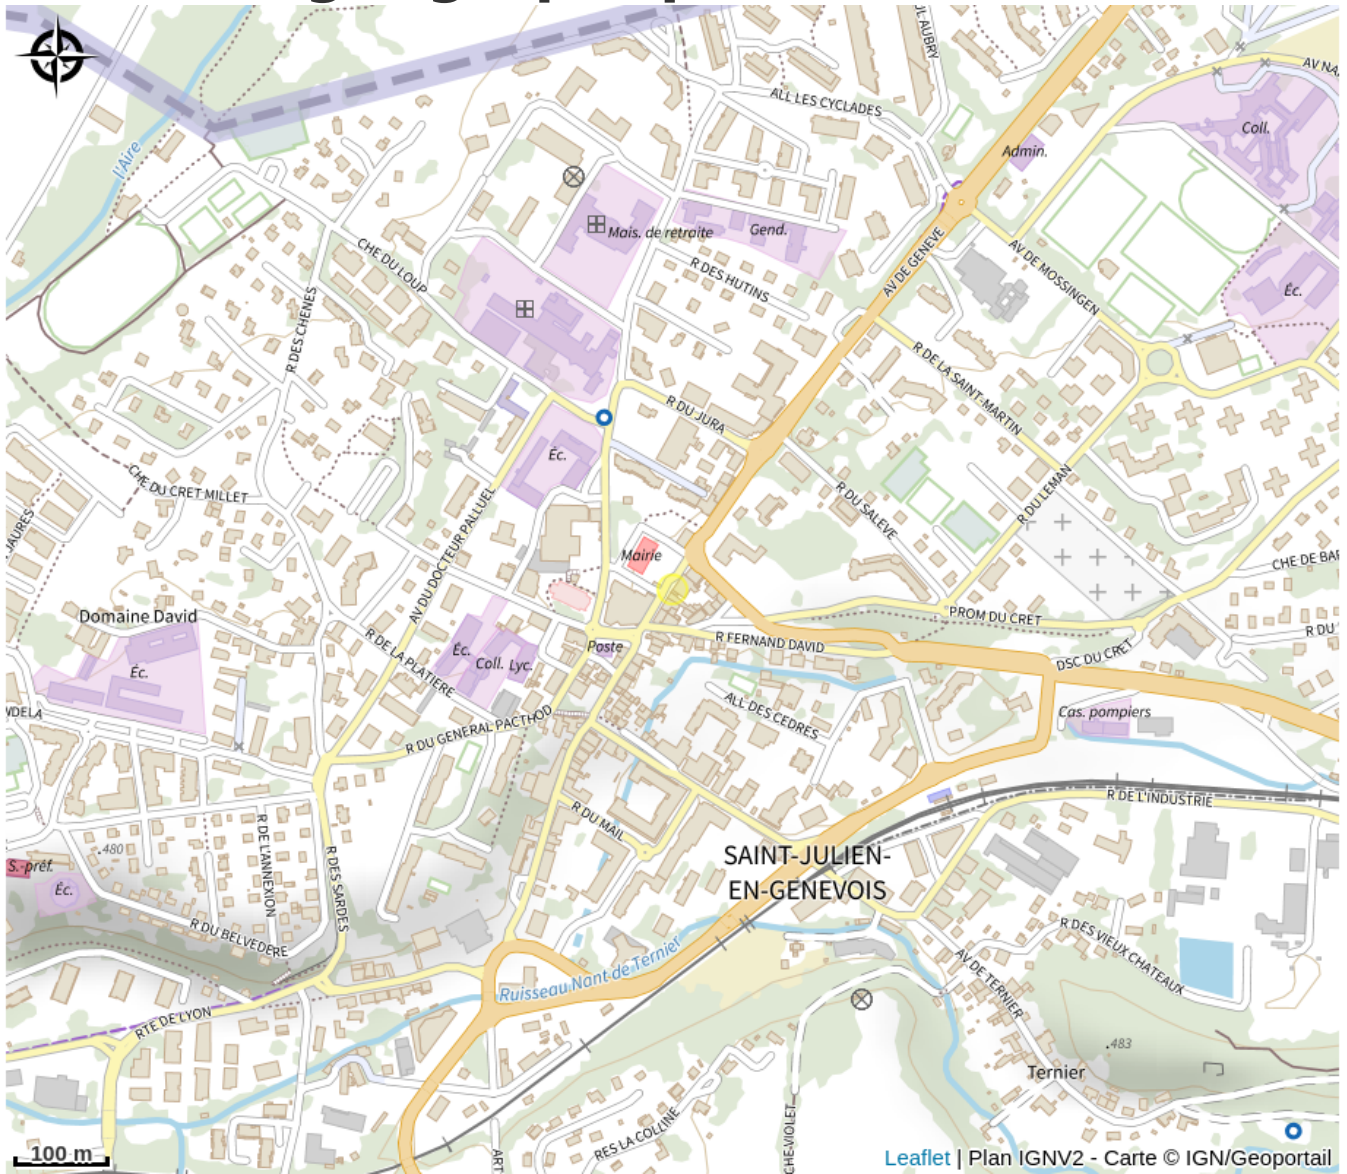 ALL LES CYCLADES
AV NA
l'Aire
Coll.
Admin.
Mais. de retraite
Gend.
CHE DU LOUP
R DES HUTINS
AV DE GENEVE
AV DE MOSSINGEN
Éc.
R DES CHENES
R DE LA SAINT-MARTIN
R DU JURA
Éc.
CHE DU CRET MILLET
AV DU DOCTEUR PALLUEL
R DU SALEVE
R DU LEMAN
JAURES
Mairie
CHE DE BAR
Domaine David
PROM DU CRET
R DU
R DE LA PLATIERE
Éc.
Coll.
Lyc.
Poste
R FERNAND DAVID
DSC DU CRET
Éc.
NDELA
R DU GENERAL PACTHOD
ALL DES CEDRES
Cas. pompiers
R DE L'INDUSTRIE
R DU MAIL
.480
R DE L'ANNEXION
R DES SARDES
SAINT-JULIEN-
EN-GENEVOIS
S.-préf.
Éc.
R DU BELVEDERE
Ruisseau Nant de Ternier
R DES VIEUX CHATEAUX
AV DE TERNIER
RTE DE LYON
.483
Ternier
RES LA COLLINE
CHE VIOLET
ART
100 m
Leaflet | Plan IGNV2 - Carte © IGN/Geoportail